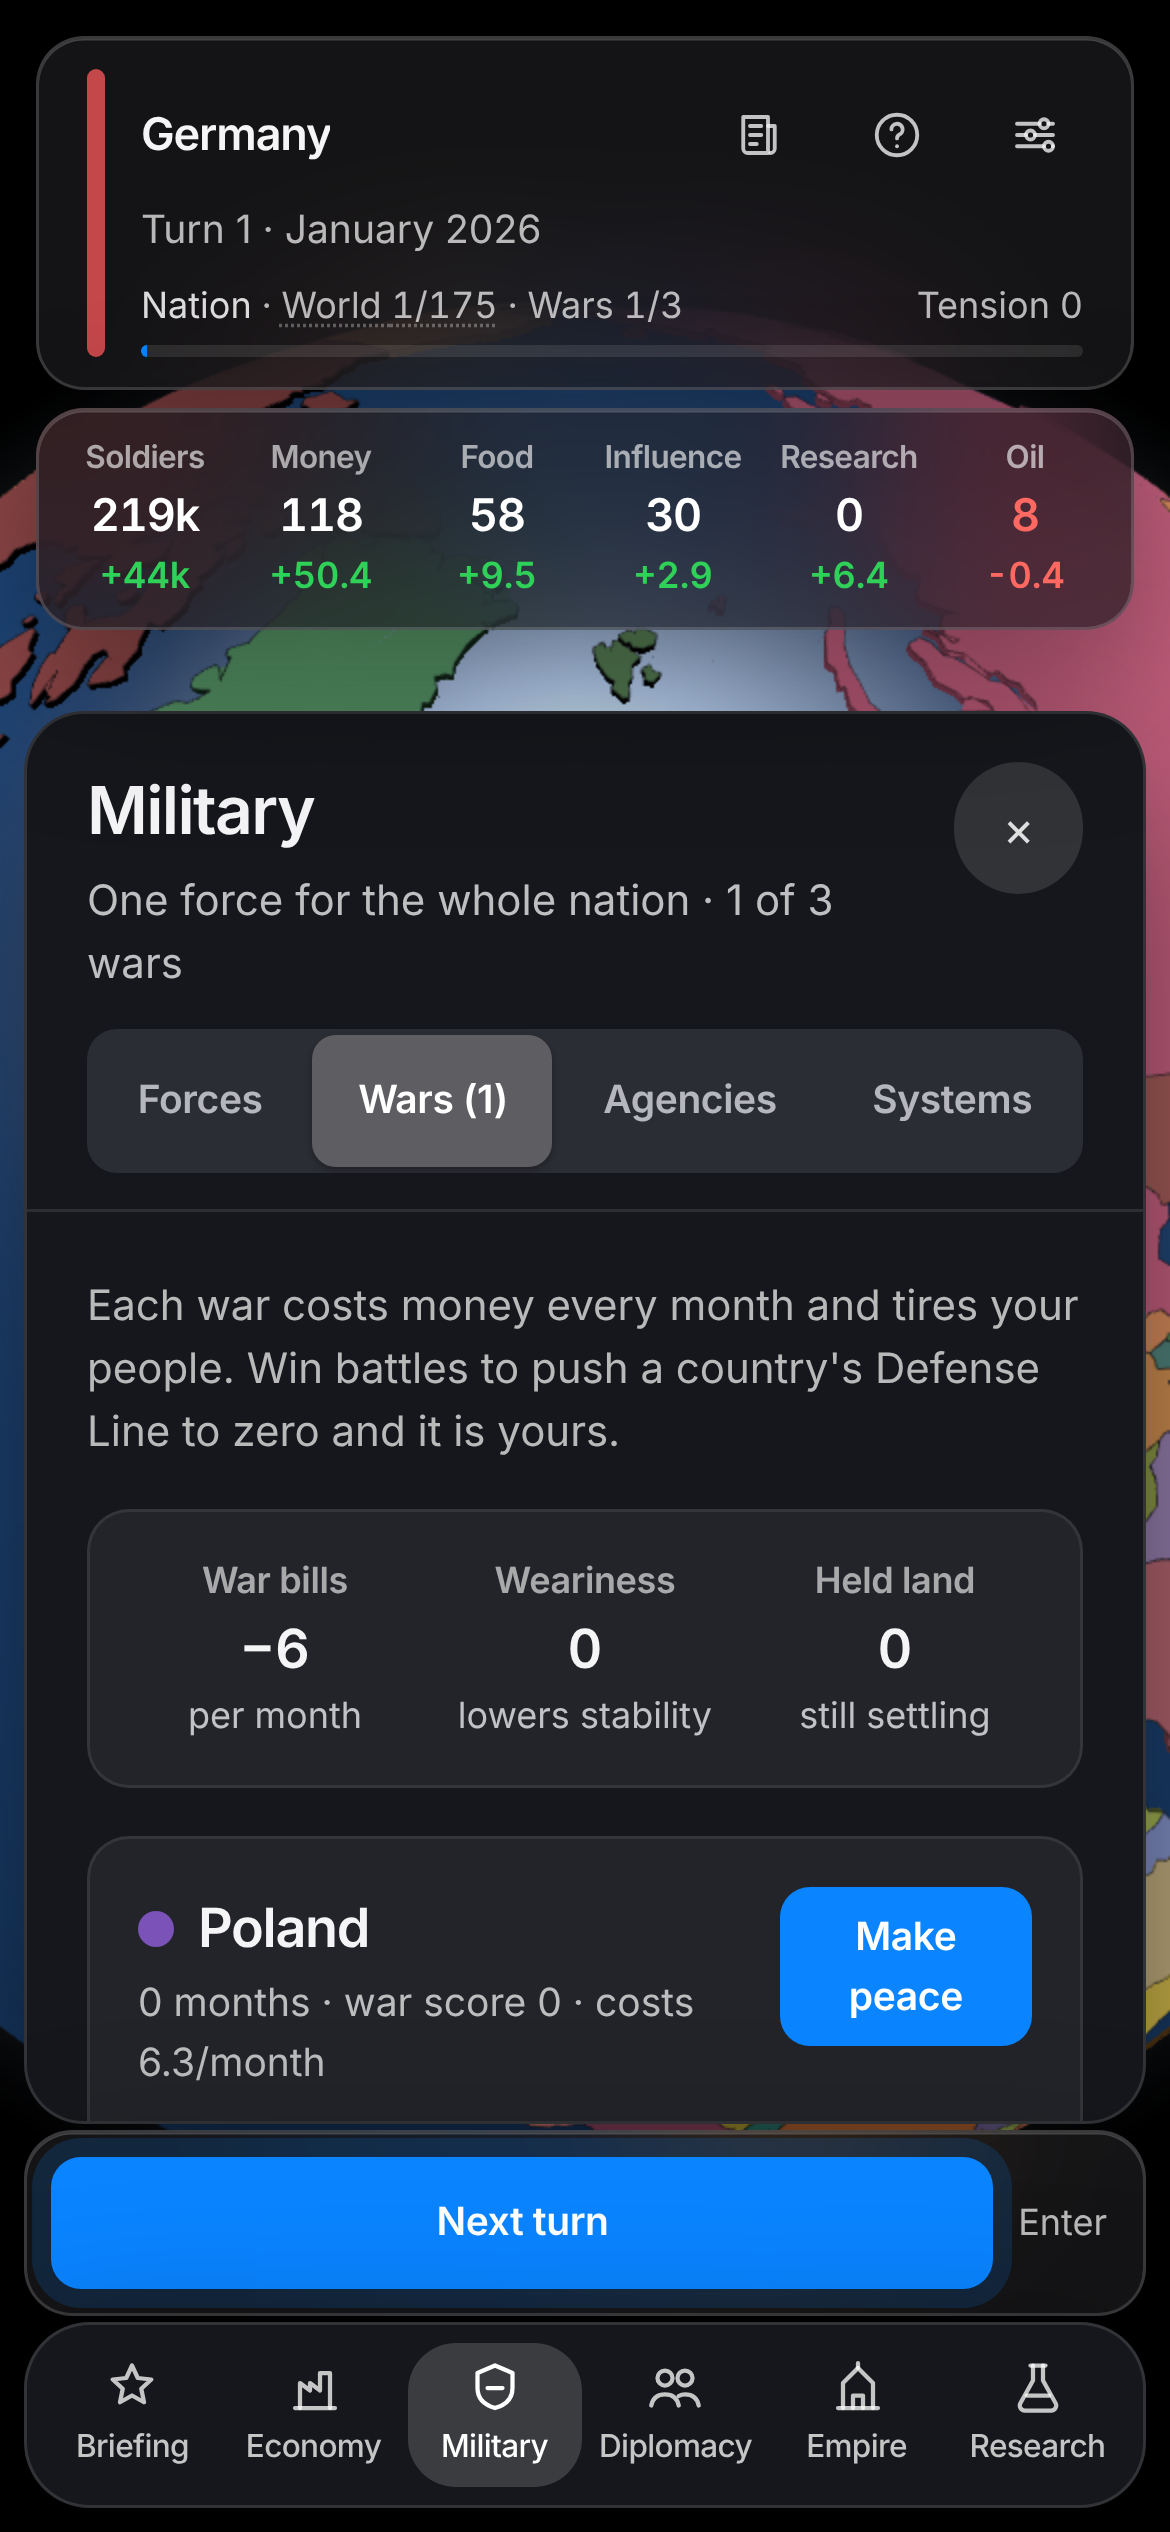 Germany
Turn 1 · January 2026
Nation · World 1/175 · Wars 1/3
Tension 0
Soldiers Money Food Influence Research Oil
219k 118 58 30 0 8
+44k +50.4 +9.5 +2.9 +6.4 -0.4
Military
×
One force for the whole nation · 1 of 3
wars
Forces Wars (1) Agencies Systems
Each war costs money every month and tires your
people. Win battles to push a country's Defense
Line to zero and it is yours.
War bills Weariness Held land
−6 0 0
per month lowers stability still settling
Poland
0 months · war score 0 · costs
6.3/month
Make
peace
Next turn
Enter
Briefing Economy Military Diplomacy Empire Research